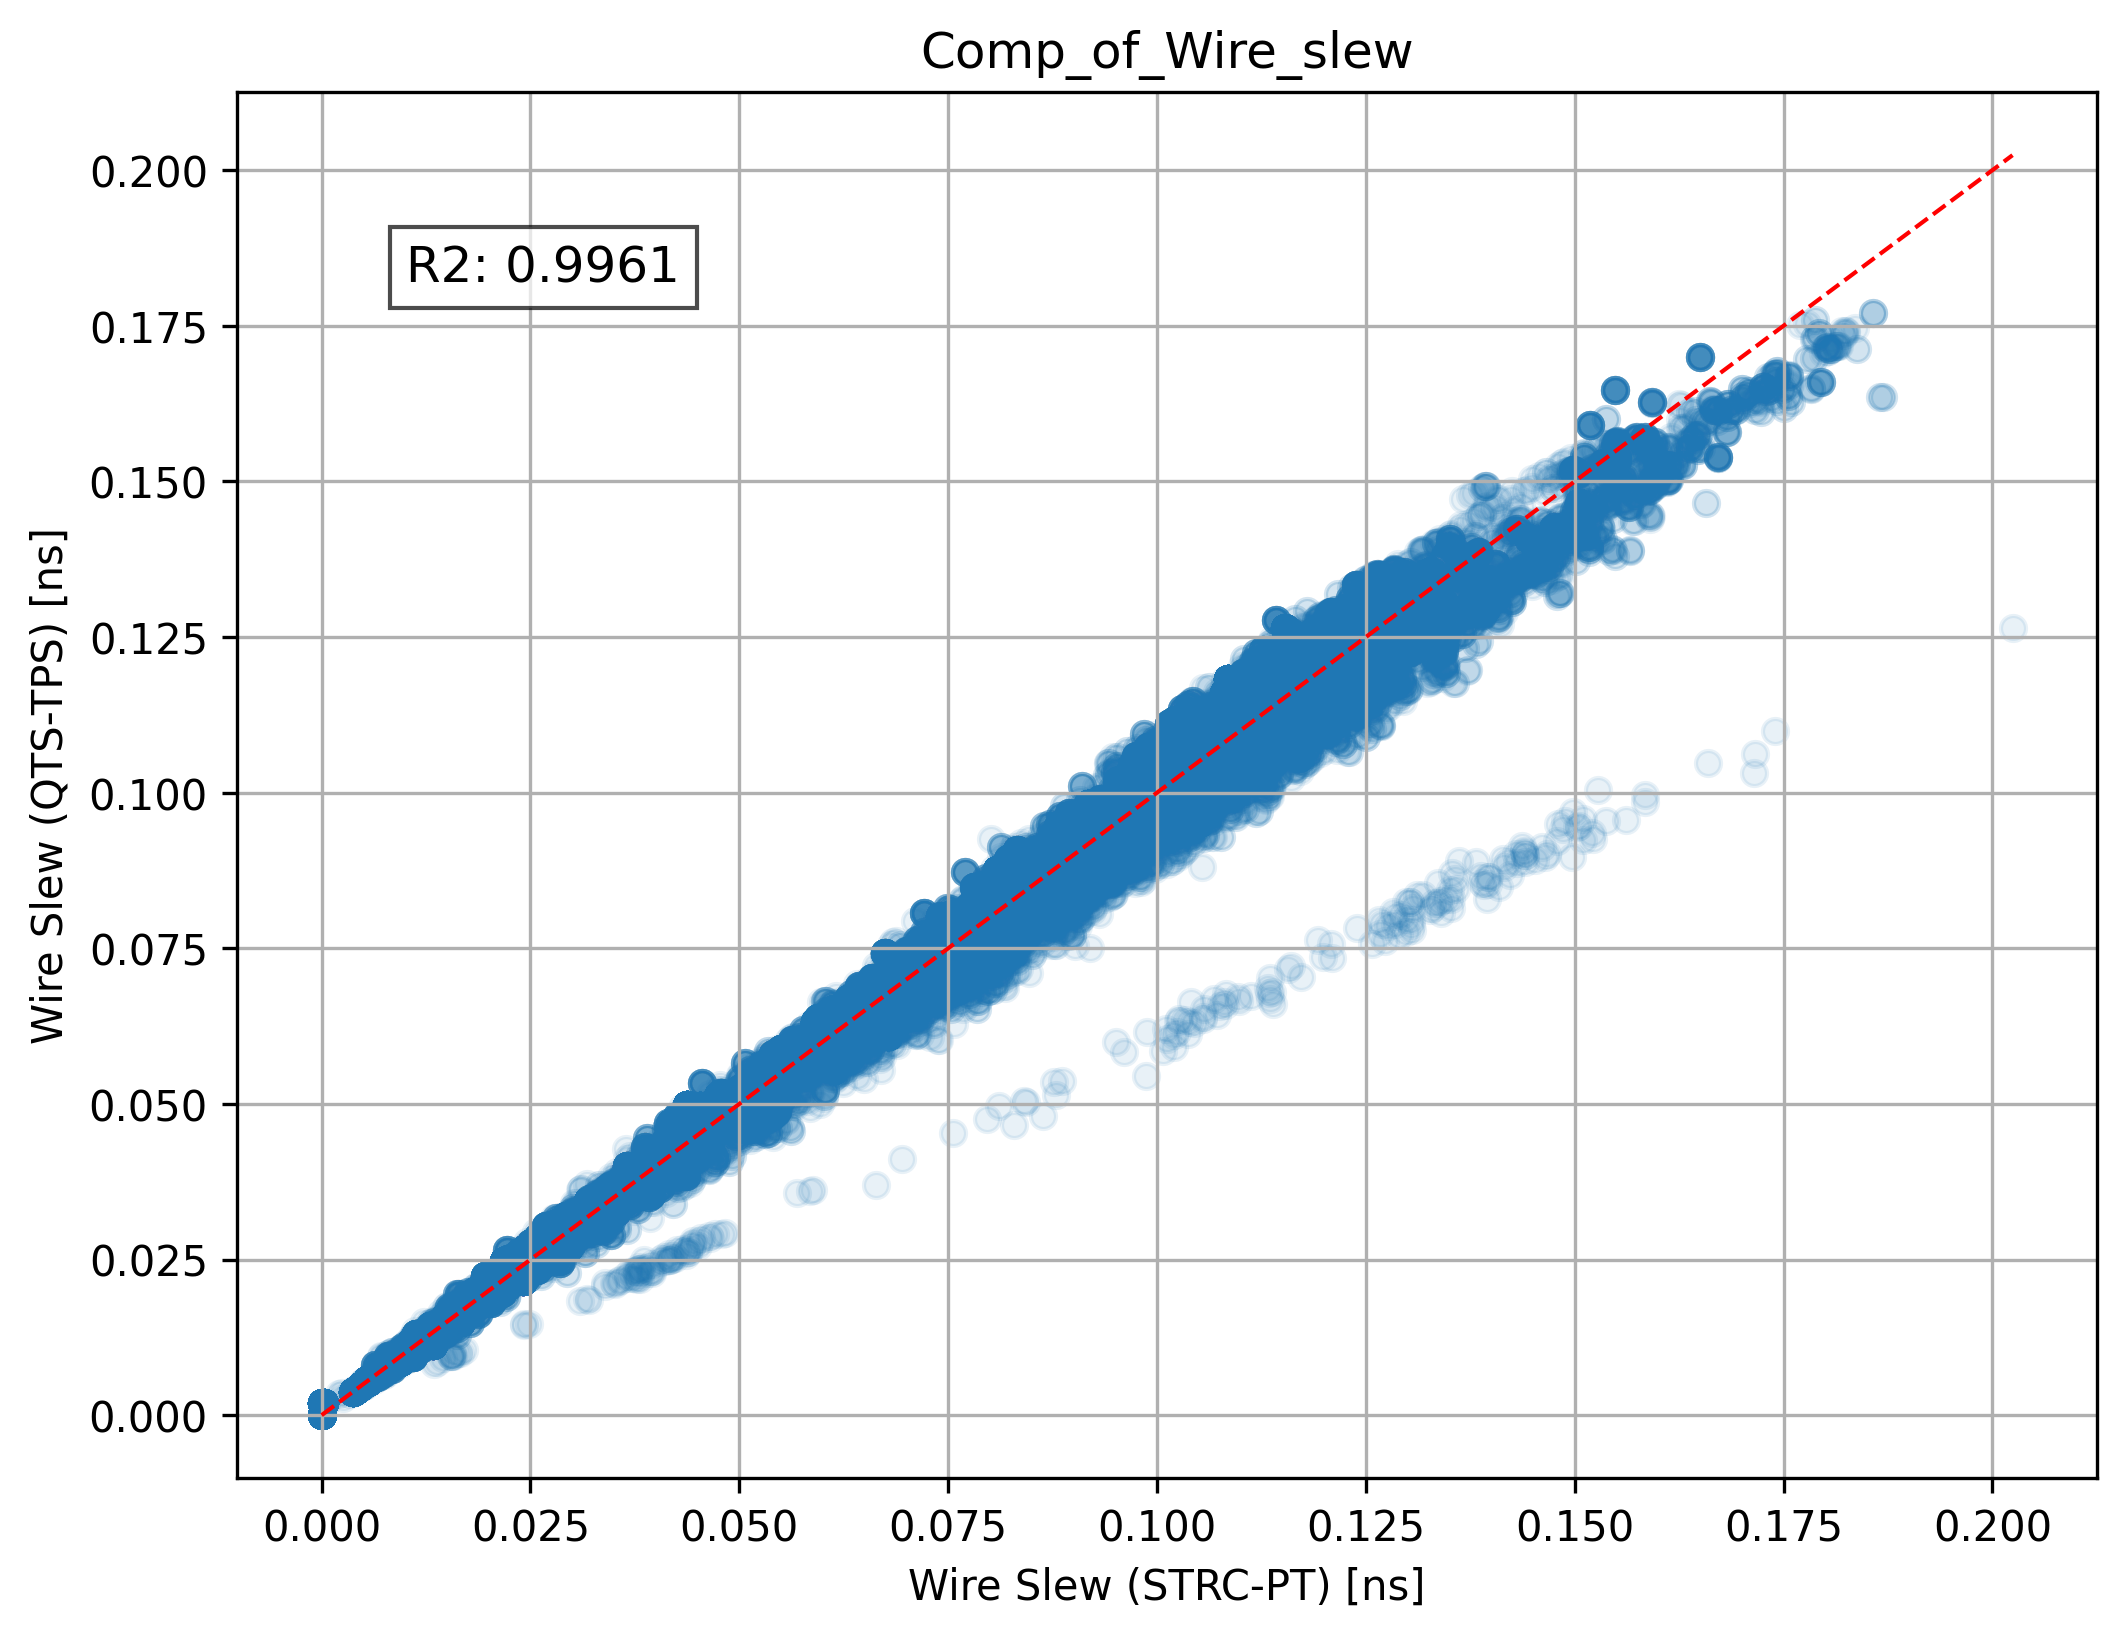 Comp_of_Wire_slew
R2: 0.9961
Wire Slew (QTS-TPS) [ns]
0.200
0.175
0.150
0.125
0.100
0.075
0.050
0.025
0.000
0.000 0.025 0.050 0.075 0.100 0.125 0.150 0.175 0.200
Wire Slew (STRC-PT) [ns]